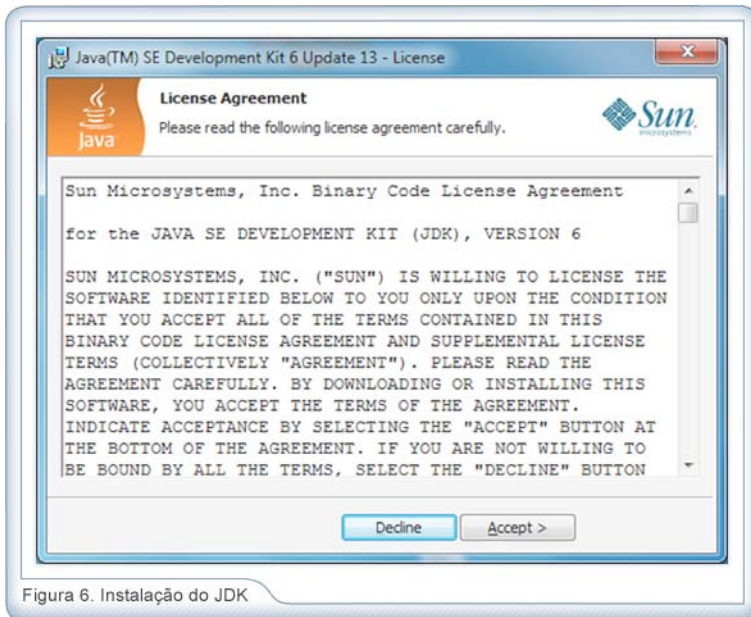 Java(TM) SE Development Kit 6 Update 13 - License
License Agreement
Please read the following license agreement carefully.
Java
Sun
microsystems
Sun Microsystems, Inc. Binary Code License Agreement
for the JAVA SE DEVELOPMENT KIT (JDK), VERSION 6
SUN MICROSYSTEMS, INC. ("SUN") IS WILLING TO LICENSE THE
SOFTWARE IDENTIFIED BELOW TO YOU ONLY UPON THE CONDITION
THAT YOU ACCEPT ALL OF THE TERMS CONTAINED IN THIS
BINARY CODE LICENSE AGREEMENT AND SUPPLEMENTAL LICENSE
TERMS (COLLECTIVELY "AGREEMENT"). PLEASE READ THE
AGREEMENT CAREFULLY. BY DOWNLOADING OR INSTALLING THIS
SOFTWARE, YOU ACCEPT THE TERMS OF THE AGREEMENT.
INDICATE ACCEPTANCE BY SELECTING THE "ACCEPT" BUTTON AT
THE BOTTOM OF THE AGREEMENT. IF YOU ARE NOT WILLING TO
BE BOUND BY ALL THE TERMS, SELECT THE "DECLINE" BUTTON
Decline
Accept >
Figura 6. Instalação do JDK